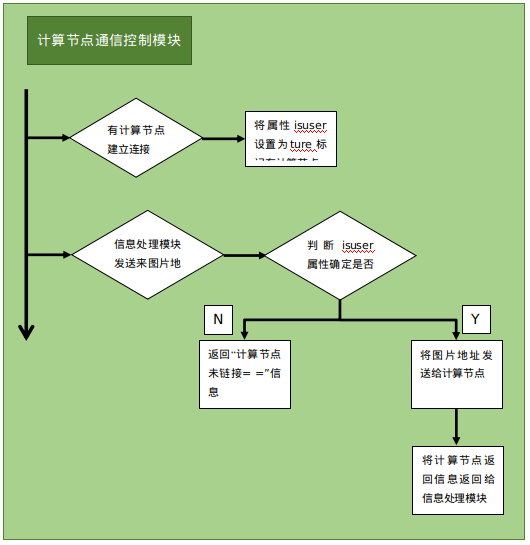 计算节点通信控制模块
有计算节点
建立连接
将属性 isuser
设置为 ture 标
信息处理模块
发送来图片地
判断 isuser
属性确定是否
N
Y
返回“计算节点
未链接= =”信
息
将图片地址发
送给计算节点
将计算节点返
回信息返回给
信息处理模块